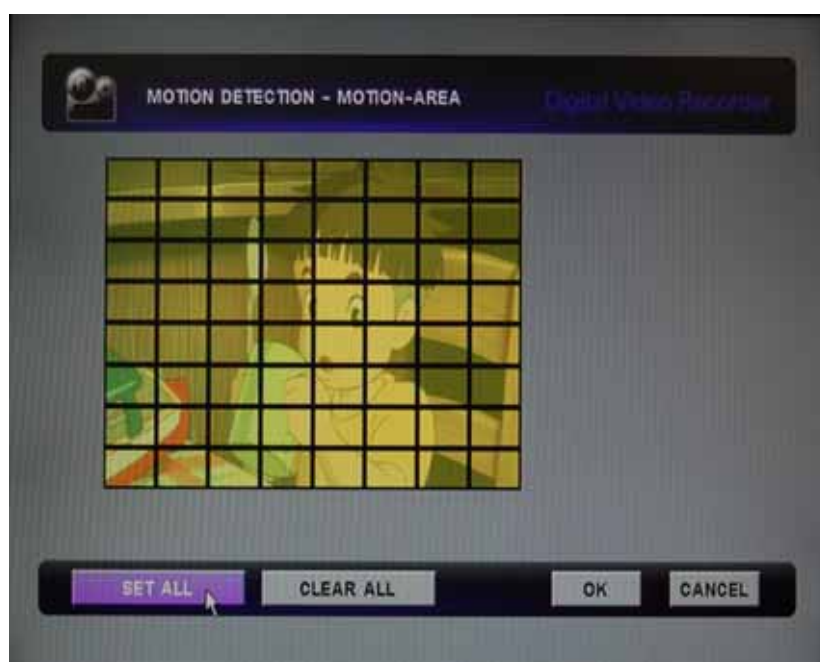 MOTION DETECTION - MOTION-AREA
Digital Video Recorder
SET ALL
CLEAR ALL
OK
CANCEL